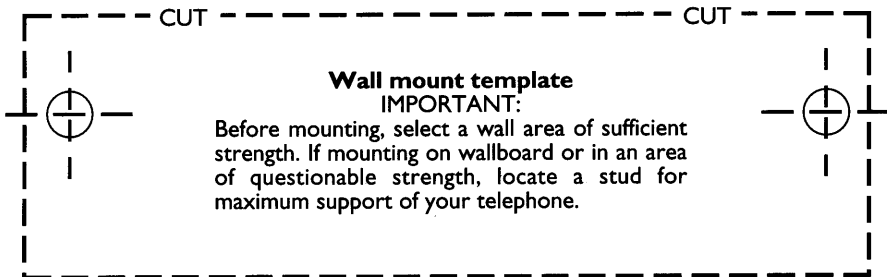 CUT CUT
Wall mount template
IMPORTANT:
Before mounting, select a wall area of sufficient
strength. If mounting on wallboard or in an area
of questionable strength, locate a stud for
maximum support of your telephone.